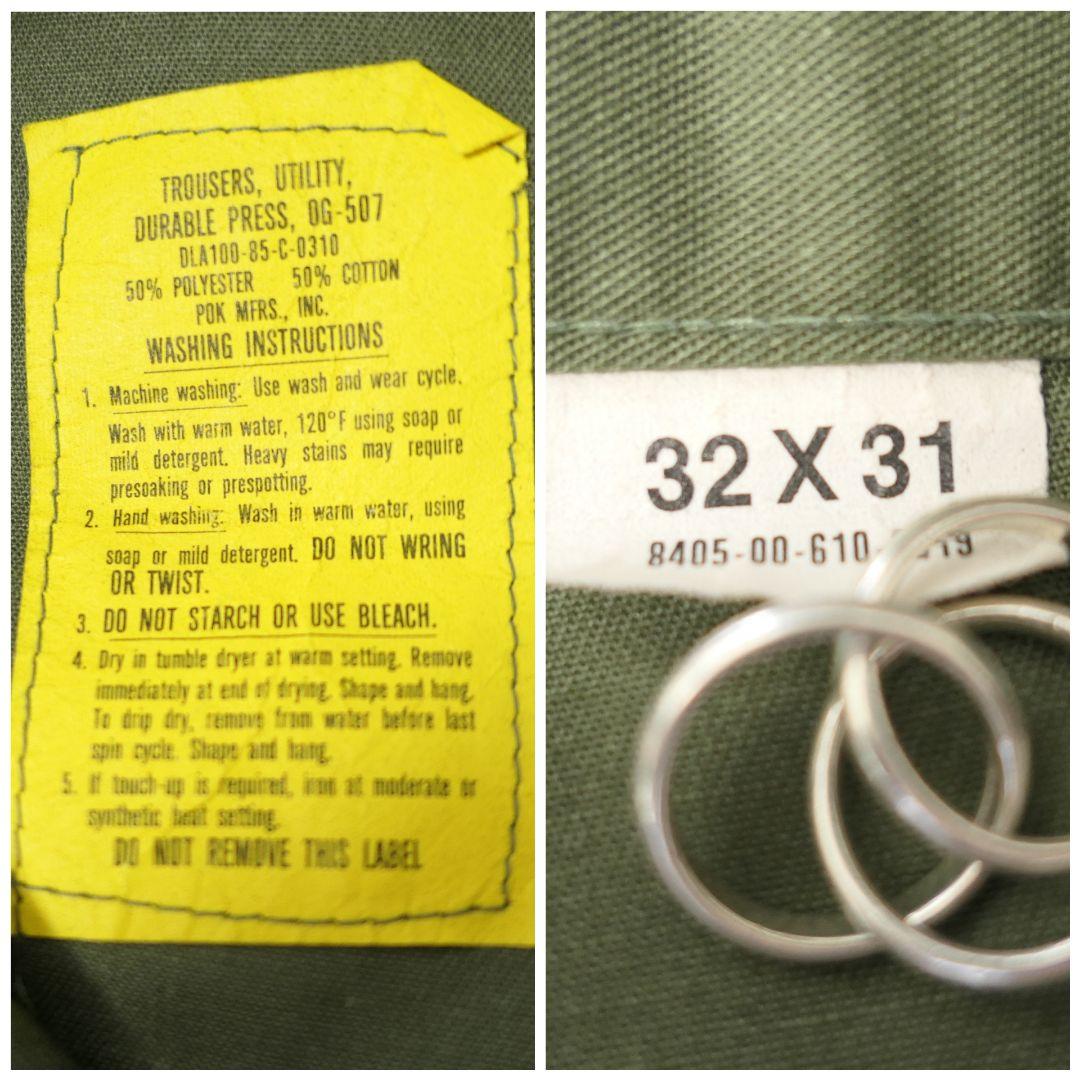 TROUSERS, UTILITY,
DURABLE PRESS, OG-507
DLA100-85-C-0310
50% POLYESTER 50% COTTON
POK MFRS., INC.
WASHING INSTRUCTIONS
1. Machine washing: Use wash and wear cycle.
Wash with warm water, 120°F using soap or
mild detergent. Heavy stains may require
presoaking or prespotting.
2. Hand washing: Wash in warm water, using
soap or mild detergent. DO NOT WRING
OR TWIST.
3. DO NOT STARCH OR USE BLEACH.
4. Dry in tumble dryer at warm setting. Remove
immediately at end of drying. Shape and hang.
To drip dry, remove from water before last
spin cycle. Shape and hang.
5. If touch-up is required, iron at moderate or
synthetic heat setting.
DO NOT REMOVE THIS LABEL
32 X 31
8405-00-610-